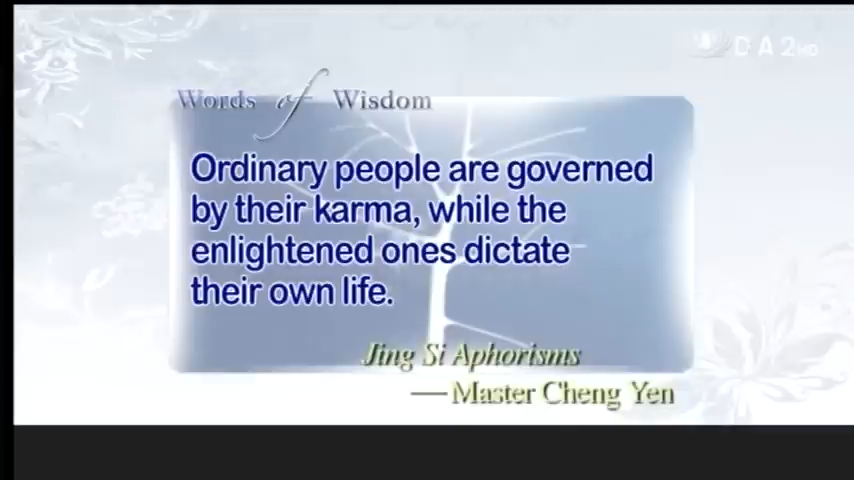 DA2HD
Words of Wisdom
Ordinary people are governed
by their karma, while the
enlightened ones dictate
their own life.
Jing Si Aphorisms
—Master Cheng Yen